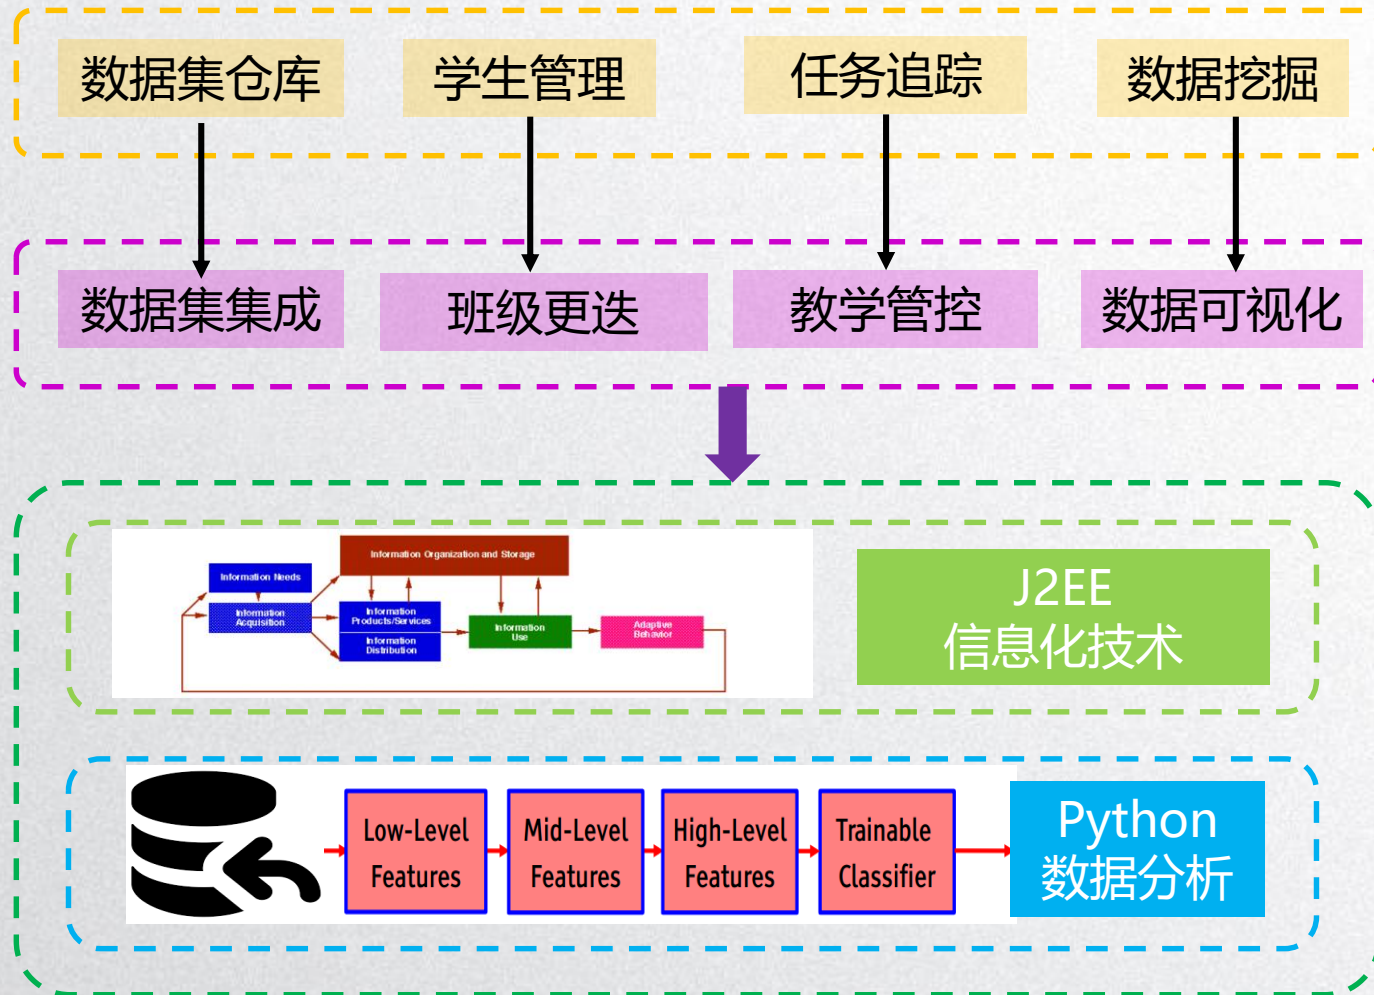 数据集仓库
学生管理
任务追踪
数据挖掘
数据集集成
班级更迭
教学管控
数据可视化
Information Organization and Storage
Information Needs
Information
Acquisition
Information
Products/Services
Information
Distribution
Information
Use
Adaptive
Behavior
J2EE
信息化技术
Low-Level
Features
Mid-Level
Features
High-Level
Features
Trainable
Classifier
Python
数据分析